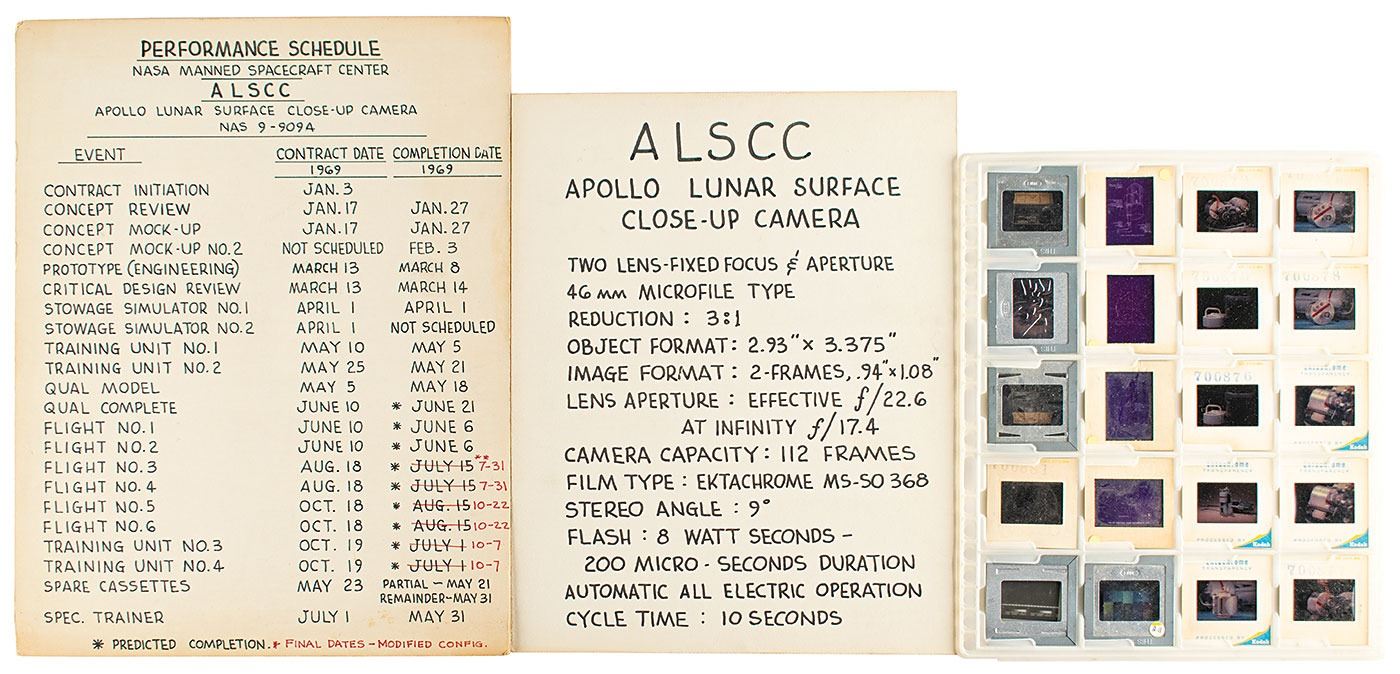 PERFORMANCE SCHEDULE
NASA MANNED SPACECRAFT CENTER
ALSCC
APOLLO LUNAR SURFACE CLOSE-UP CAMERA
NAS 9-9094
EVENT CONTRACT DATE COMPLETION DATE
1969 1969
CONTRACT INITIATION JAN. 3
CONCEPT REVIEW JAN. 17 JAN. 27
CONCEPT MOCK-UP JAN. 17 JAN. 27
CONCEPT MOCK-UP NO. 2 NOT SCHEDULED FEB. 3
PROTOTYPE (ENGINEERING) MARCH 13 MARCH 8
CRITICAL DESIGN REVIEW MARCH 13 MARCH 14
STOWAGE SIMULATOR NO. 1 APRIL 1 APRIL 1
STOWAGE SIMULATOR NO. 2 APRIL 1 NOT SCHEDULED
TRAINING UNIT NO. 1 MAY 10 MAY 5
TRAINING UNIT NO. 2 MAY 25 MAY 21
QUAL MODEL MAY 5 MAY 18
QUAL COMPLETE JUNE 10 * JUNE 21
FLIGHT NO. 1 JUNE 10 * JUNE 6
FLIGHT NO. 2 JUNE 10 * JUNE 6
FLIGHT NO. 3 AUG. 18 * JULY 15 ** 7-31
FLIGHT NO. 4 AUG. 18 * JULY 15 7-31
FLIGHT NO. 5 OCT. 18 * AUG. 15 10-22
FLIGHT NO. 6 OCT. 18 * AUG. 15 10-22
TRAINING UNIT NO. 3 OCT. 19 * JULY 1 10-7
TRAINING UNIT NO. 4 OCT. 19 * JULY 1 10-7
SPARE CASSETTES MAY 23 PARTIAL - MAY 21
REMAINDER - MAY 31
SPEC. TRAINER JULY 1 MAY 31
* PREDICTED COMPLETION. * FINAL DATES - MODIFIED CONFIG.
ALSCC
APOLLO LUNAR SURFACE
CLOSE-UP CAMERA
TWO LENS-FIXED FOCUS & APERTURE
46 mm MICROFILE TYPE
REDUCTION : 3:1
OBJECT FORMAT: 2.93" x 3.375"
IMAGE FORMAT : 2-FRAMES, .94" x 1.08"
LENS APERTURE : EFFECTIVE f/22.6
AT INFINITY f/17.4
CAMERA CAPACITY : 112 FRAMES
FILM TYPE : EKTACHROME MS-SO 368
STEREO ANGLE : 9°
FLASH : 8 WATT SECONDS -
200 MICRO-SECONDS DURATION
AUTOMATIC ALL ELECTRIC OPERATION
CYCLE TIME : 10 SECONDS
700876
PROCESSED BY
Kodak
PROCESSED BY
Kodak
PROCESSED BY
Kodak
TRANSPARENCY
PROCESSED BY
Kodak